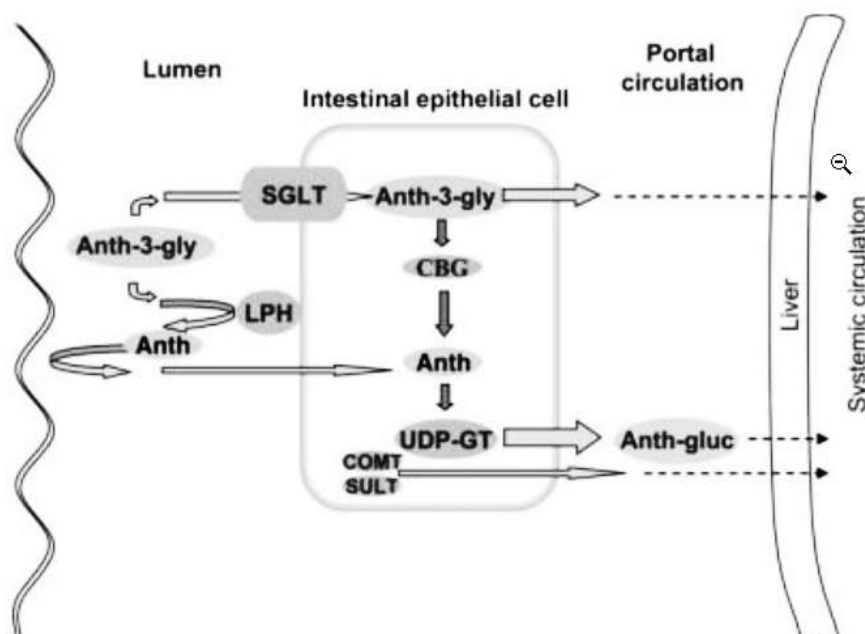 Lumen
Portal
circulation
Intestinal epithelial cell
SGLT
Anth-3-gly
Anth-3-gly
CBG
LPH
Anth
Anth
UDP-GT
Anth-gluc
COMT
SULT
Liver
Systemic circulation